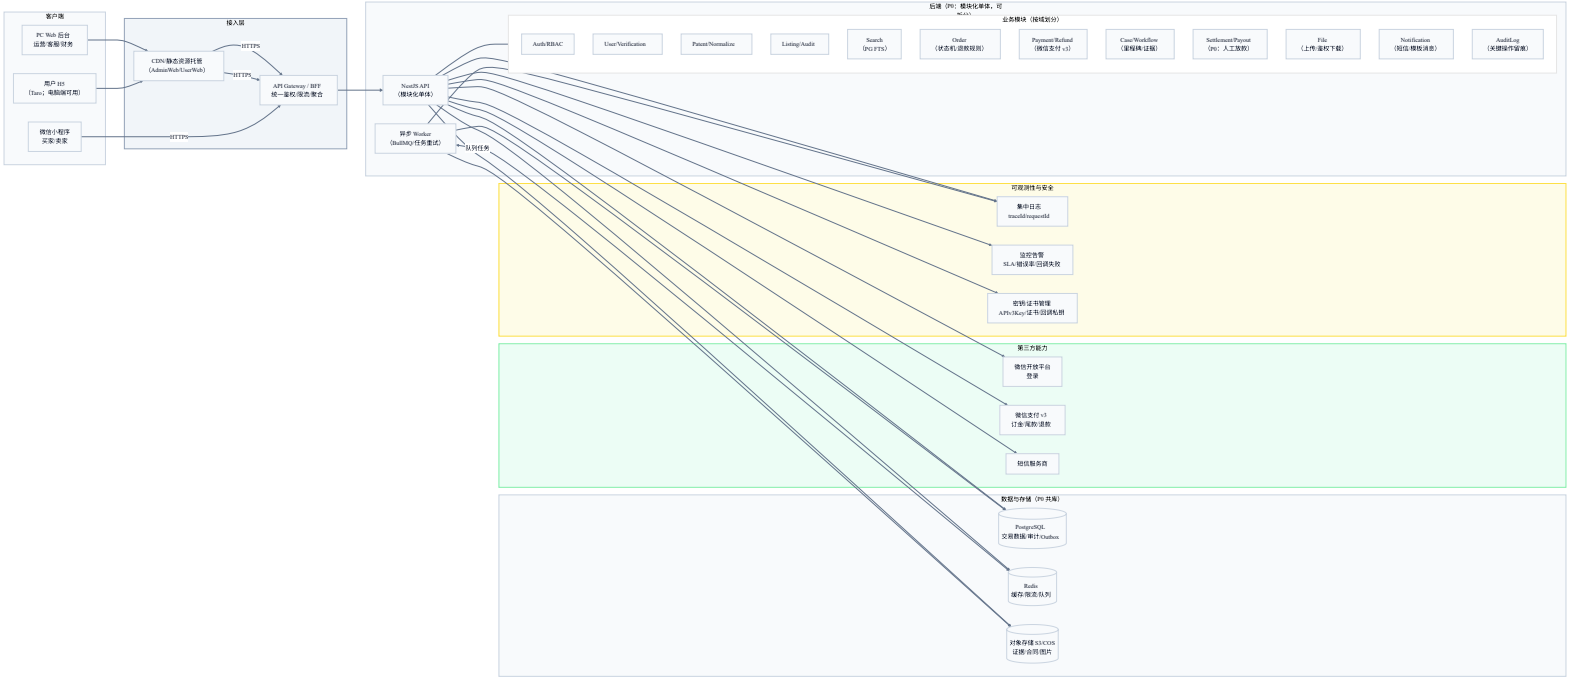 客户端
PC Web 后台
运营/客服/财务
用户 H5
（Taro；电脑端可用）
微信小程序
买家/卖家
接入层
CDN/静态资源托管
（AdminWeb/UserWeb）
HTTPS
HTTPS
HTTPS
API Gateway / BFF
统一鉴权/限流/聚合
后端（P0：模块化单体，可
NestJS API
（模块化单体）
异步 Worker
（BullMQ/任务重试）
队列任务
业务模块（按域划分）
Auth/RBAC
User/Verification
Patent/Normalize
Listing/Audit
Search
（PG FTS）
Order
（状态机/退款规则）
Payment/Refund
（微信支付 v3）
Case/Workflow
（里程碑/证据）
Settlement/Payout
（P0：人工放款）
File
（上传/鉴权下载）
Notification
（短信/模板消息）
AuditLog
（关键操作留痕）
可观测性与安全
集中日志
traceId/requestId
监控告警
SLA/错误率/回调失败
密钥/证书管理
APIv3Key/证书/回调私钥
第三方能力
微信开放平台
登录
微信支付 v3
订金/尾款/退款
短信服务商
数据与存储（P0 共库）
PostgreSQL
交易数据/审计/Outbox
Redis
缓存/限流/队列
对象存储 S3/COS
证据/合同/图片